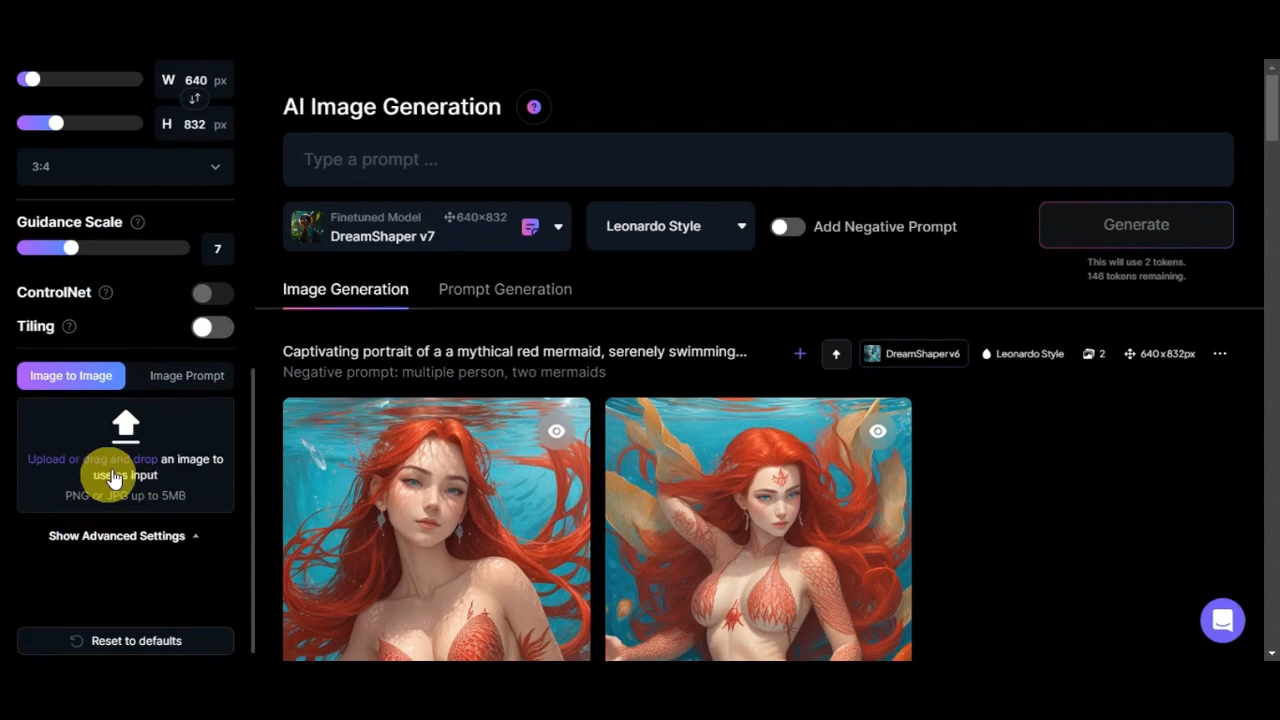 W 640 px
H 832 px
3:4
Guidance Scale ?
7
ControlNet ?
Tiling ?
Image to Image Image Prompt
Upload or drag and drop an image to
use as input
PNG or JPG up to 5MB
Show Advanced Settings
Reset to defaults
AI Image Generation ?
Type a prompt ...
Finetuned Model 640×832
DreamShaper v7
Leonardo Style
Add Negative Prompt
Generate
This will use 2 tokens.
146 tokens remaining.
Image Generation Prompt Generation
Captivating portrait of a a mythical red mermaid, serenely swimming...
Negative prompt: multiple person, two mermaids
DreamShaper v6 Leonardo Style 2 640 x 832px